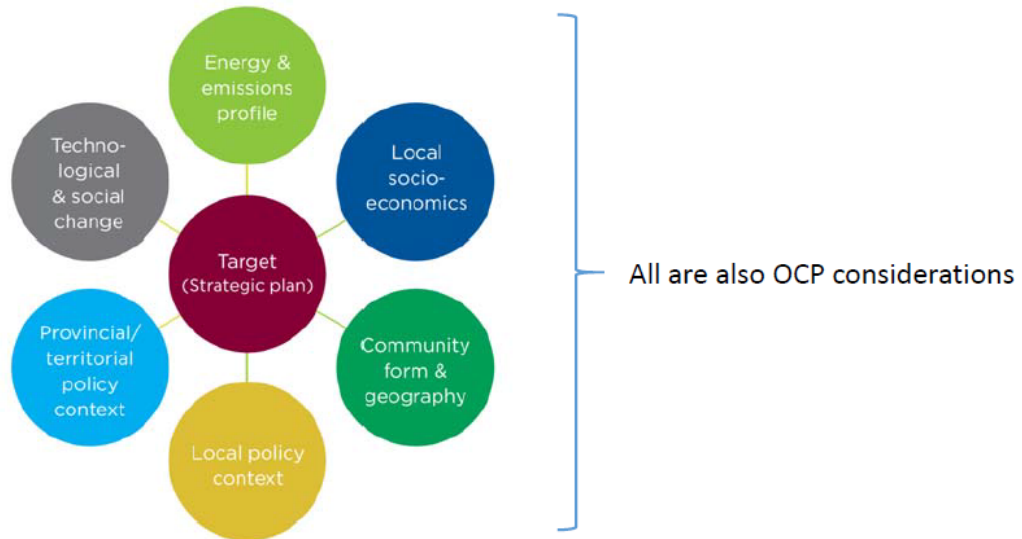 Energy &
emissions
profile
Techno-
logical
& social
change
Local
socio-
economics
Target
(Strategic plan)
All are also OCP considerations
Provincial/
territorial
policy
context
Community
form &
geography
Local policy
context